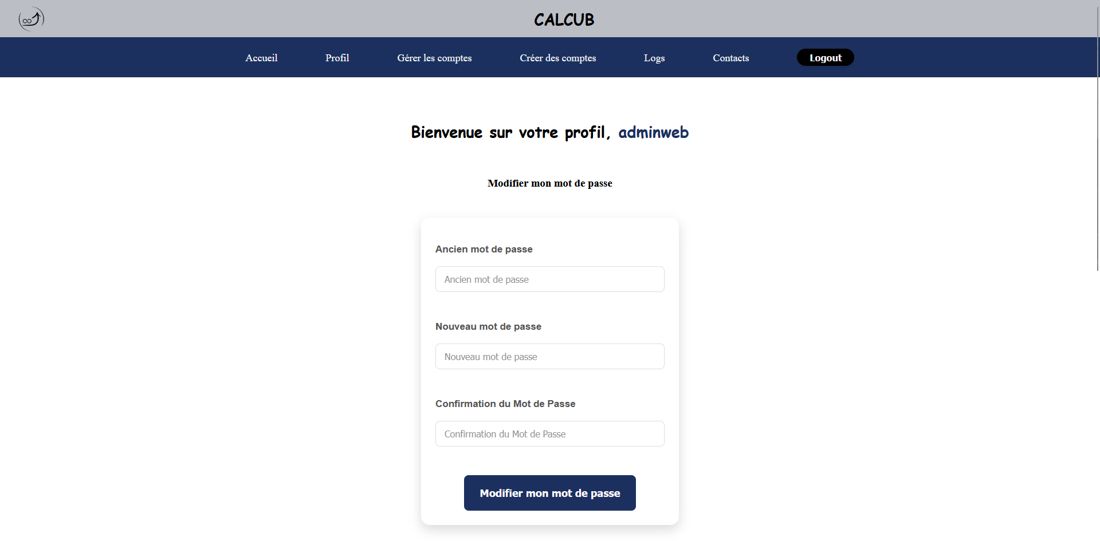 CALCUB
Accueil Profil Gérer les comptes Créer des comptes Logs Contacts Logout
Bienvenue sur votre profil, adminweb
Modifier mon mot de passe
Ancien mot de passe
Ancien mot de passe
Nouveau mot de passe
Nouveau mot de passe
Confirmation du Mot de Passe
Confirmation du Mot de Passe
Modifier mon mot de passe